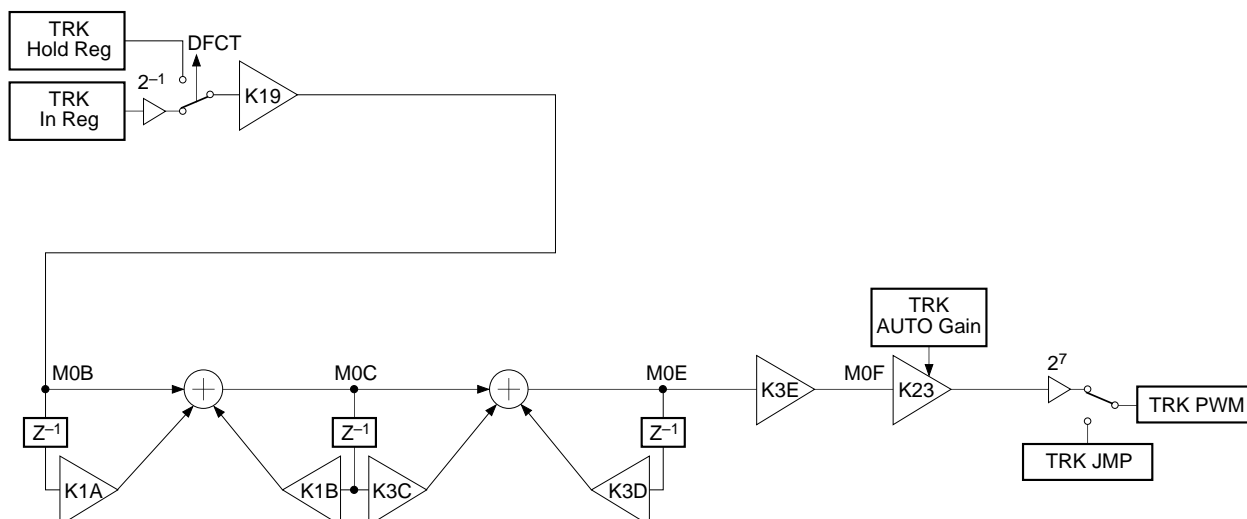 TRK
Hold Reg
DFCT
2–1
TRK
In Reg
K19
TRK
AUTO Gain
M0B
M0C
M0E
K3E
M0F
K23
27
TRK PWM
Z–1
Z–1
Z–1
TRK JMP
K1A
K1B
K3C
K3D